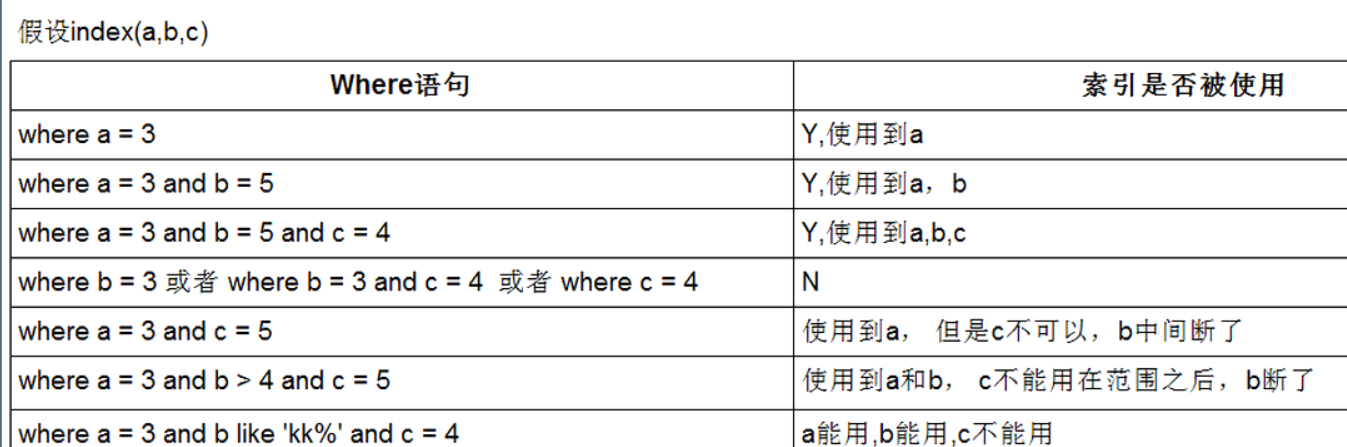 假设index(a,b,c)
Where语句 索引是否被使用
where a = 3 Y,使用到a
where a = 3 and b = 5 Y,使用到a，b
where a = 3 and b = 5 and c = 4 Y,使用到a,b,c
where b = 3 或者 where b = 3 and c = 4 或者 where c = 4 N
where a = 3 and c = 5 使用到a， 但是c不可以，b中间断了
where a = 3 and b > 4 and c = 5 使用到a和b， c不能用在范围之后，b断了
where a = 3 and b like 'kk%' and c = 4 a能用,b能用,c不能用